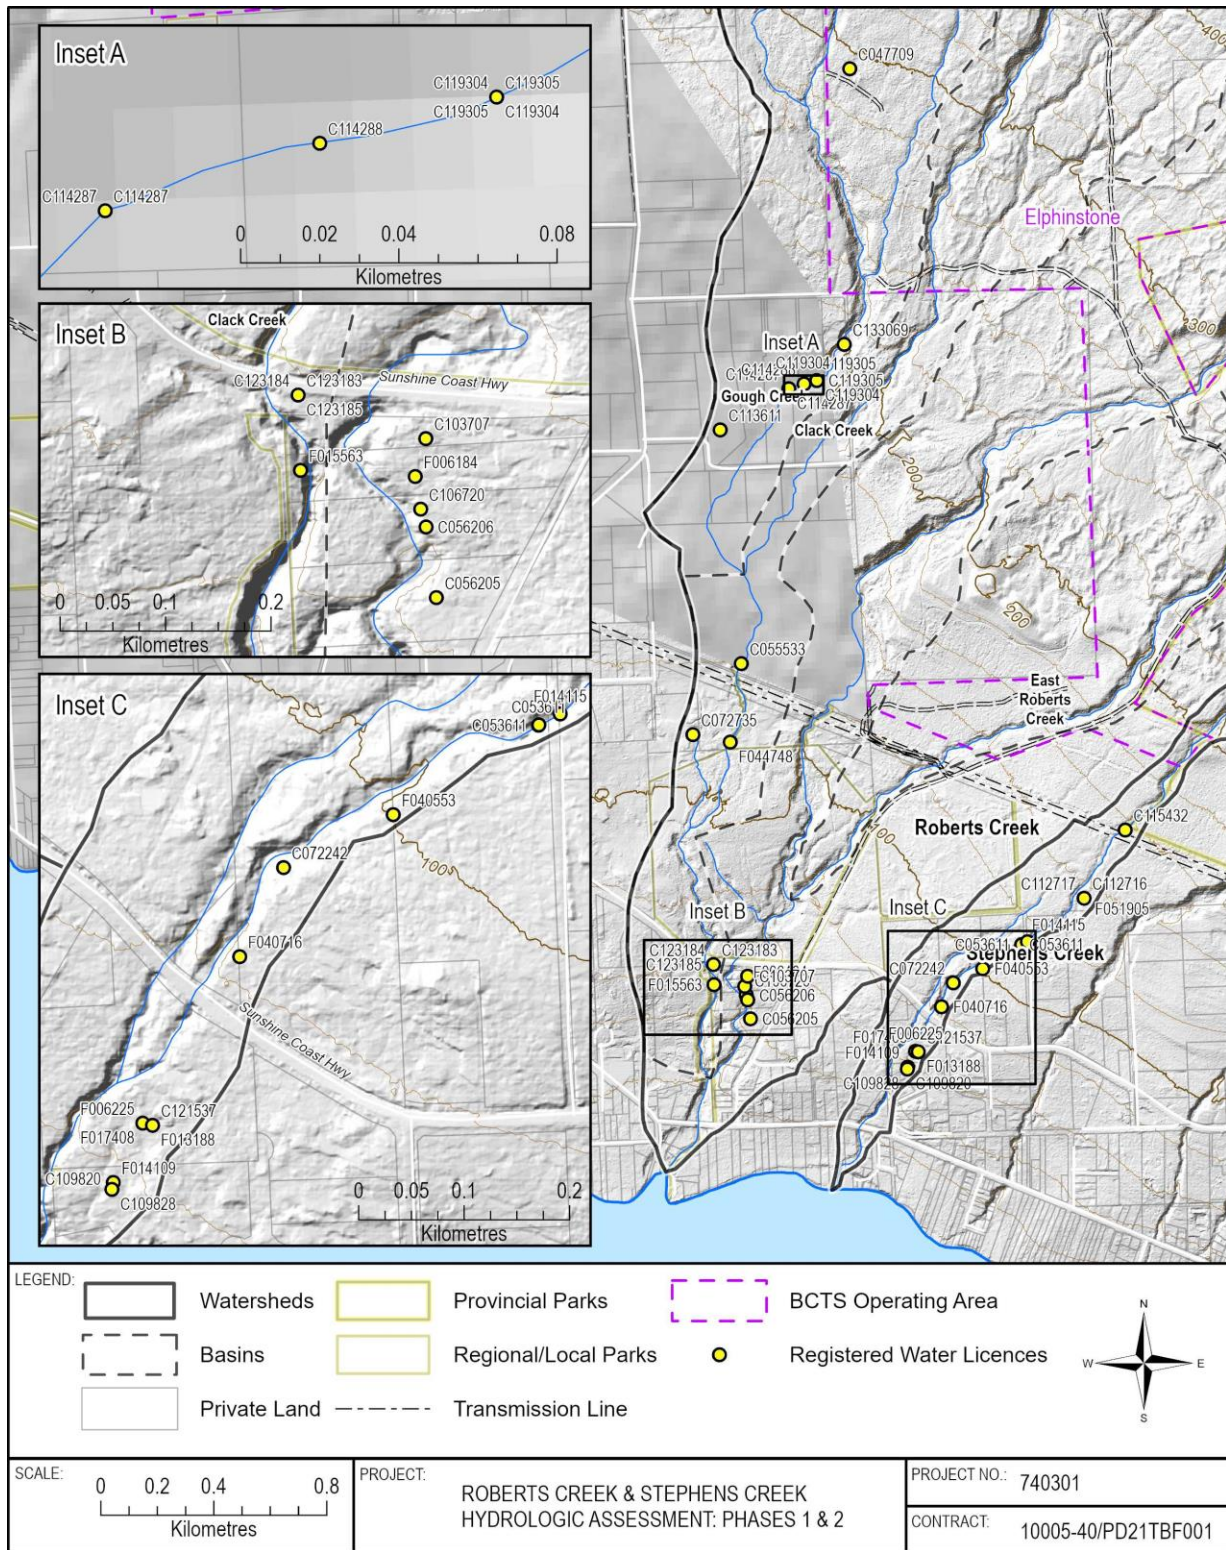 Inset A
C119304
C119305
C119305
C119304
C114288
C114287
C114287
0
0.02
0.04
0.08
Kilometres
Inset B
Clack Creek
Sunshine Coast Hwy
C123184
C123183
C123185
C103707
F015563
F006184
C106720
C056206
C056205
0
0.05
0.1
0.2
Kilometres
Inset C
F014115
C053611
C053611
F040553
C072242
100
F040716
Sunshine Coast Hwy
F006225
C121537
F017408
F013188
C109820
F014109
C109828
0
0.05
0.1
0.2
Kilometres
400
C047709
Elphinstone
300
C133069
Inset A
C119304
C119305
C119304
C114287
Gough Creek
C113611
Clack Creek
200
200
C055533
East
Roberts
Creek
C072735
F044748
100
Roberts Creek
C115432
C112717
C112716
F051905
Inset B
Inset C
F014115
C053611
C053611
Stephens Creek
C123184
C123183
C123185
C103707
F015563
C056206
C056205
C072242
F040553
F040716
F006225
C121537
F014109
F013188
C109828
C109820
LEGEND:
Watersheds
Provincial Parks
BCTS Operating Area
Basins
Regional/Local Parks
Registered Water Licences
Private Land
Transmission Line
N
W
E
S
SCALE:
0
0.2
0.4
0.8
Kilometres
PROJECT:
ROBERTS CREEK & STEPHENS CREEK
HYDROLOGIC ASSESSMENT: PHASES 1 & 2
PROJECT NO.: 740301
CONTRACT: 10005-40/PD21TBF001